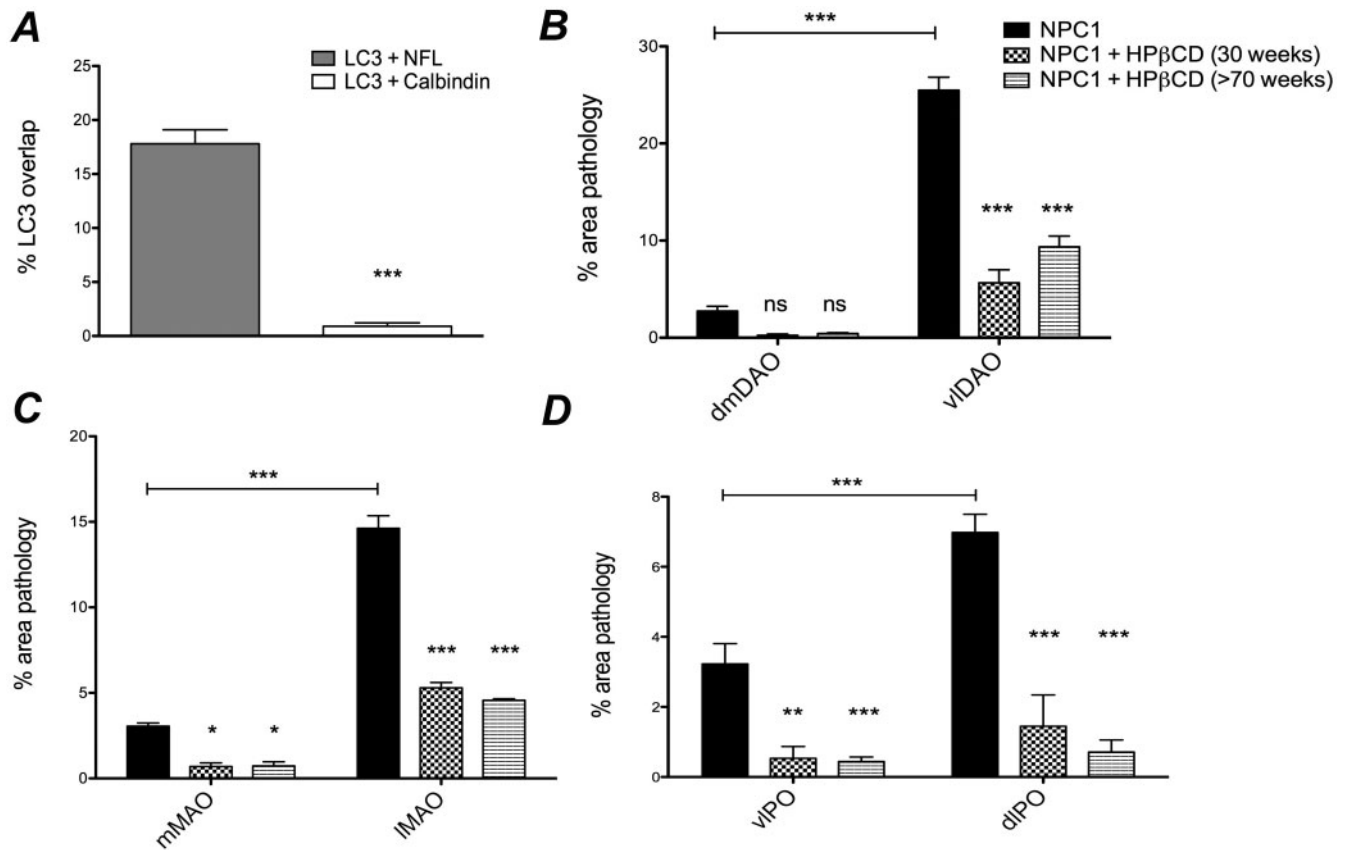 A
LC3 + NFL
LC3 + Calbindin
% LC3 overlap
25
20
15
10
5
0
***
B
NPC1
NPC1 + HPβCD (30 weeks)
NPC1 + HPβCD (>70 weeks)
% area pathology
30
20
10
0
***
ns
ns
***
***
dmDAO
vlDAO
C
% area pathology
20
15
10
5
0
***
*
*
***
***
mMAO
lMAO
D
% area pathology
8
6
4
2
0
***
**
***
***
***
vlPO
dlPO